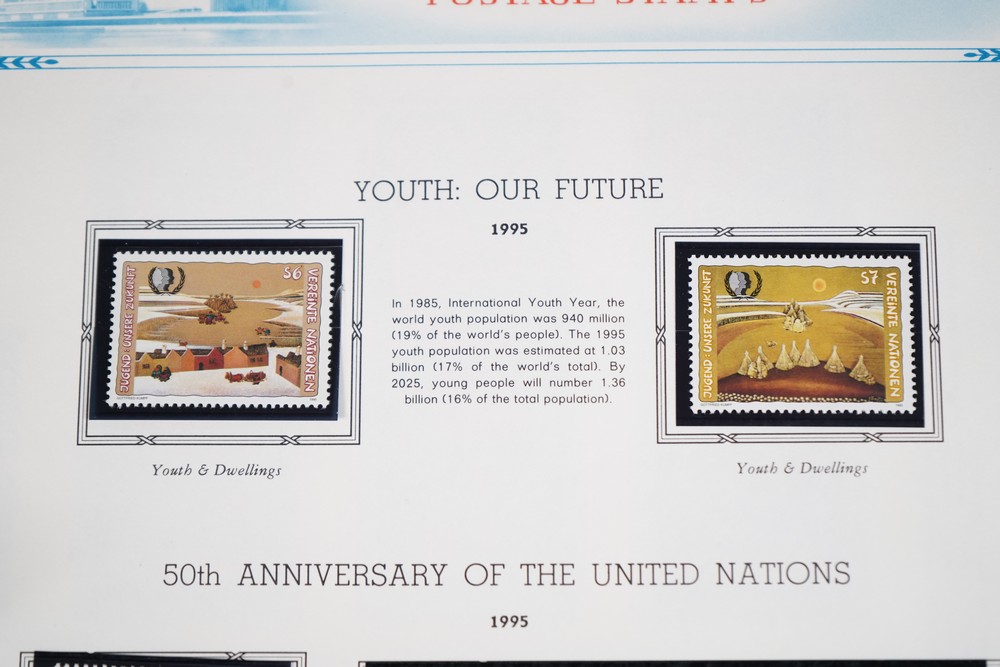 POSTAGE STAMPS
YOUTH: OUR FUTURE
1995
S6
JUGEND: UNSERE ZUKUNFT
VEREINTE NATIONEN
In 1985, International Youth Year, the
world youth population was 940 million
(19% of the world's people). The 1995
youth population was estimated at 1.03
billion (17% of the world's total). By
2025, young people will number 1.36
billion (16% of the total population).
S7
JUGEND: UNSERE ZUKUNFT
VEREINTE NATIONEN
Youth & Dwellings
Youth & Dwellings
50th ANNIVERSARY OF THE UNITED NATIONS
1995